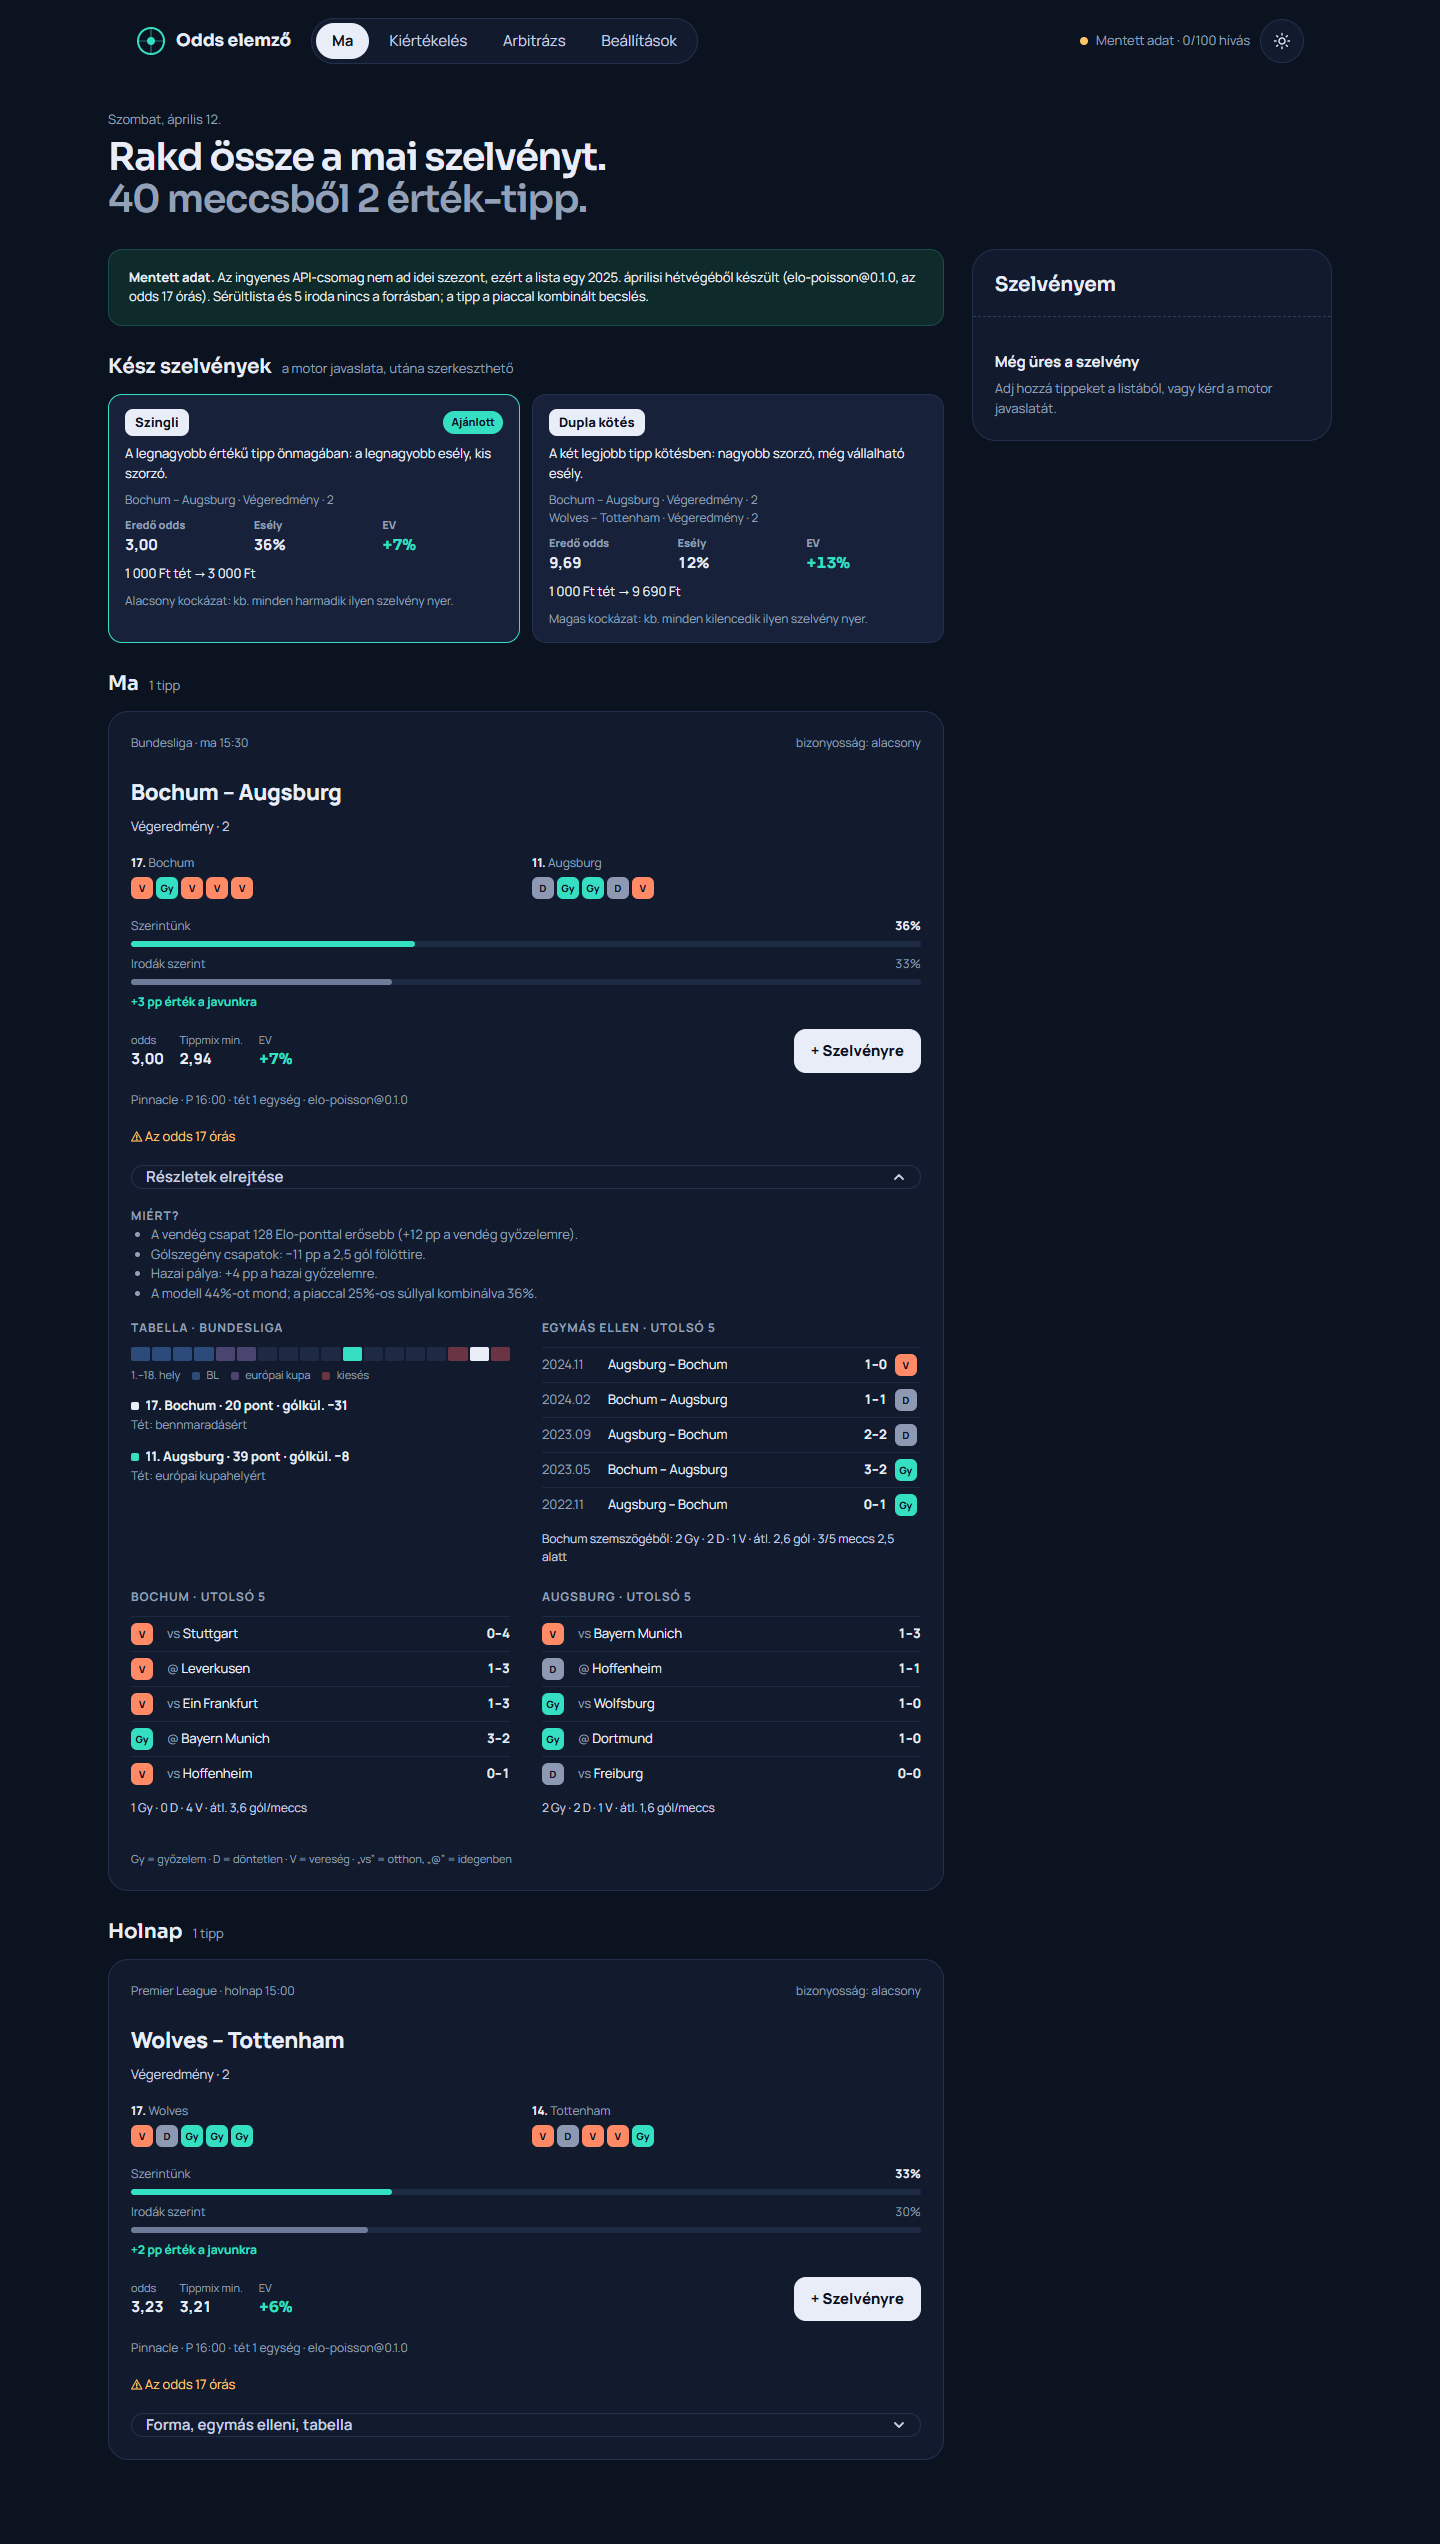 Odds elemző
Ma
Kiértékelés
Arbitrázs
Beállítások
Mentett adat · 0/100 hívás
Szombat, április 12.
Rakd össze a mai szelvényt.
40 meccsből 2 érték-tipp.
Mentett adat. Az ingyenes API-csomag nem ad idei szezont, ezért a lista egy 2025. áprilisi hétvégéből készült (elo-poisson@0.1.0, az
odds 17 órás). Sérültlista és 5 iroda nincs a forrásban; a tipp a piaccal kombinált becslés.
Szelvényem
Még üres a szelvény
Adj hozzá tippeket a listából, vagy kérd a motor
javaslatát.
Kész szelvények a motor javaslata, utána szerkeszthető
Szingli
Ajánlott
A legnagyobb értékű tipp önmagában: a legnagyobb esély, kis
szorzó.
Bochum – Augsburg · Végeredmény · 2
Eredő odds Esély EV
3,00 36% +7%
1 000 Ft tét → 3 000 Ft
Alacsony kockázat: kb. minden harmadik ilyen szelvény nyer.
Dupla kötés
A két legjobb tipp kötésben: nagyobb szorzó, még vállalható
esély.
Bochum – Augsburg · Végeredmény · 2
Wolves – Tottenham · Végeredmény · 2
Eredő odds Esély EV
9,69 12% +13%
1 000 Ft tét → 9 690 Ft
Magas kockázat: kb. minden kilencedik ilyen szelvény nyer.
Ma 1 tipp
Bundesliga · ma 15:30 bizonyosság: alacsony
Bochum – Augsburg
Végeredmény · 2
17. Bochum 11. Augsburg
V Gy V V V D Gy Gy D V
Szerintünk 36%
Irodák szerint 33%
+3 pp érték a javunkra
odds Tippmix min. EV
3,00 2,94 +7%
+ Szelvényre
Pinnacle · P 16:00 · tét 1 egység · elo-poisson@0.1.0
⚠ Az odds 17 órás
Részletek elrejtése
MIÉRT?
• A vendég csapat 128 Elo-ponttal erősebb (+12 pp a vendég győzelemre).
• Gólszegény csapatok: −11 pp a 2,5 gól fölöttire.
• Hazai pálya: +4 pp a hazai győzelemre.
• A modell 44%-ot mond; a piaccal 25%-os súllyal kombinálva 36%.
TABELLA · BUNDESLIGA
1.–18. hely BL európai kupa kiesés
17. Bochum · 20 pont · gólkül. −31
Tét: bennmaradásért
11. Augsburg · 39 pont · gólkül. −8
Tét: európai kupahelyért
EGYMÁS ELLEN · UTOLSÓ 5
2024.11 Augsburg – Bochum 1–0 V
2024.02 Bochum – Augsburg 1–1 D
2023.09 Augsburg – Bochum 2–2 D
2023.05 Bochum – Augsburg 3–2 Gy
2022.11 Augsburg – Bochum 0–1 Gy
Bochum szemszögéből: 2 Gy · 2 D · 1 V · átl. 2,6 gól · 3/5 meccs 2,5
alatt
BOCHUM · UTOLSÓ 5
V vs Stuttgart 0–4
V @ Leverkusen 1–3
V vs Ein Frankfurt 1–3
Gy @ Bayern Munich 3–2
V vs Hoffenheim 0–1
1 Gy · 0 D · 4 V · átl. 3,6 gól/meccs
AUGSBURG · UTOLSÓ 5
V vs Bayern Munich 1–3
D @ Hoffenheim 1–1
Gy vs Wolfsburg 1–0
Gy @ Dortmund 1–0
D vs Freiburg 0–0
2 Gy · 2 D · 1 V · átl. 1,6 gól/meccs
Gy = győzelem · D = döntetlen · V = vereség · „vs” = otthon, „@” = idegenben
Holnap 1 tipp
Premier League · holnap 15:00 bizonyosság: alacsony
Wolves – Tottenham
Végeredmény · 2
17. Wolves 14. Tottenham
V D Gy Gy Gy V D V V Gy
Szerintünk 33%
Irodák szerint 30%
+2 pp érték a javunkra
odds Tippmix min. EV
3,23 3,21 +6%
+ Szelvényre
Pinnacle · P 16:00 · tét 1 egység · elo-poisson@0.1.0
⚠ Az odds 17 órás
Forma, egymás elleni, tabella